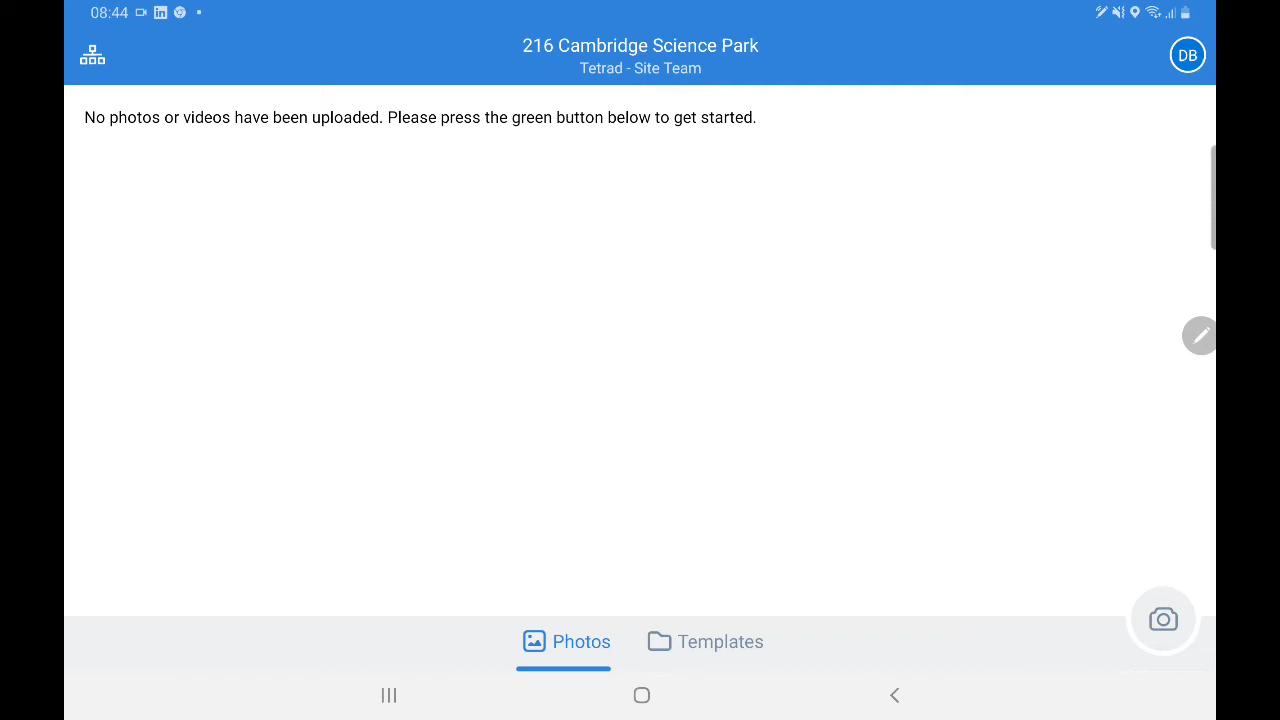 08:44
216 Cambridge Science Park
Tetrad - Site Team
DB
No photos or videos have been uploaded. Please press the green button below to get started.
Photos
Templates